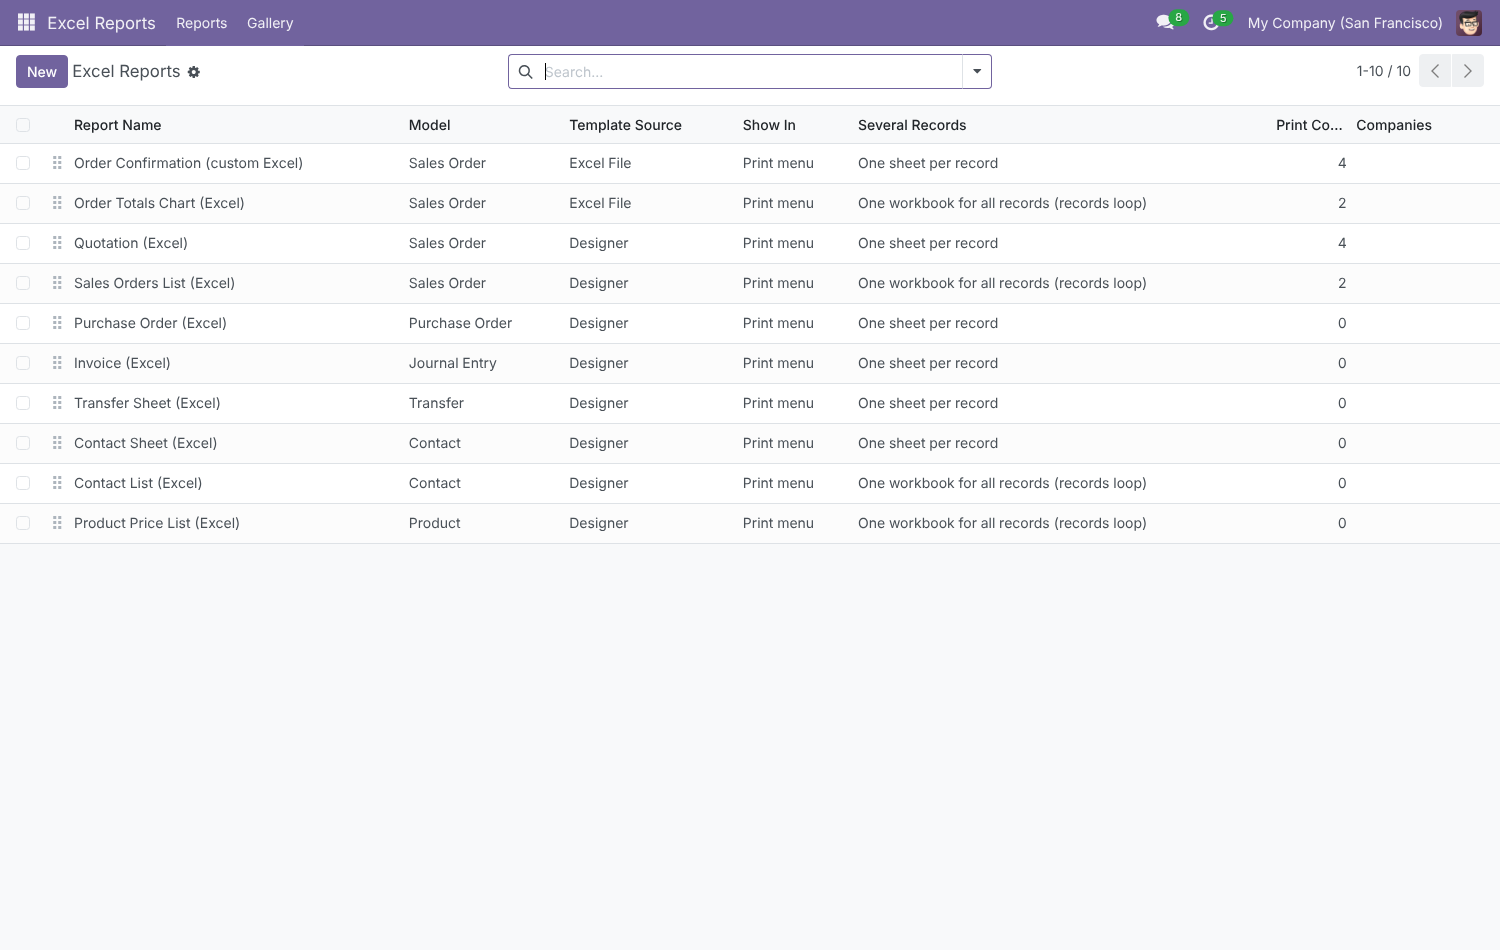 Excel Reports Reports Gallery 8 5 My Company (San Francisco)
New Excel Reports Search... 1-10 / 10
Report Name Model Template Source Show In Several Records Print Co... Companies
Order Confirmation (custom Excel) Sales Order Excel File Print menu One sheet per record 4
Order Totals Chart (Excel) Sales Order Excel File Print menu One workbook for all records (records loop) 2
Quotation (Excel) Sales Order Designer Print menu One sheet per record 4
Sales Orders List (Excel) Sales Order Designer Print menu One workbook for all records (records loop) 2
Purchase Order (Excel) Purchase Order Designer Print menu One sheet per record 0
Invoice (Excel) Journal Entry Designer Print menu One sheet per record 0
Transfer Sheet (Excel) Transfer Designer Print menu One sheet per record 0
Contact Sheet (Excel) Contact Designer Print menu One sheet per record 0
Contact List (Excel) Contact Designer Print menu One workbook for all records (records loop) 0
Product Price List (Excel) Product Designer Print menu One workbook for all records (records loop) 0